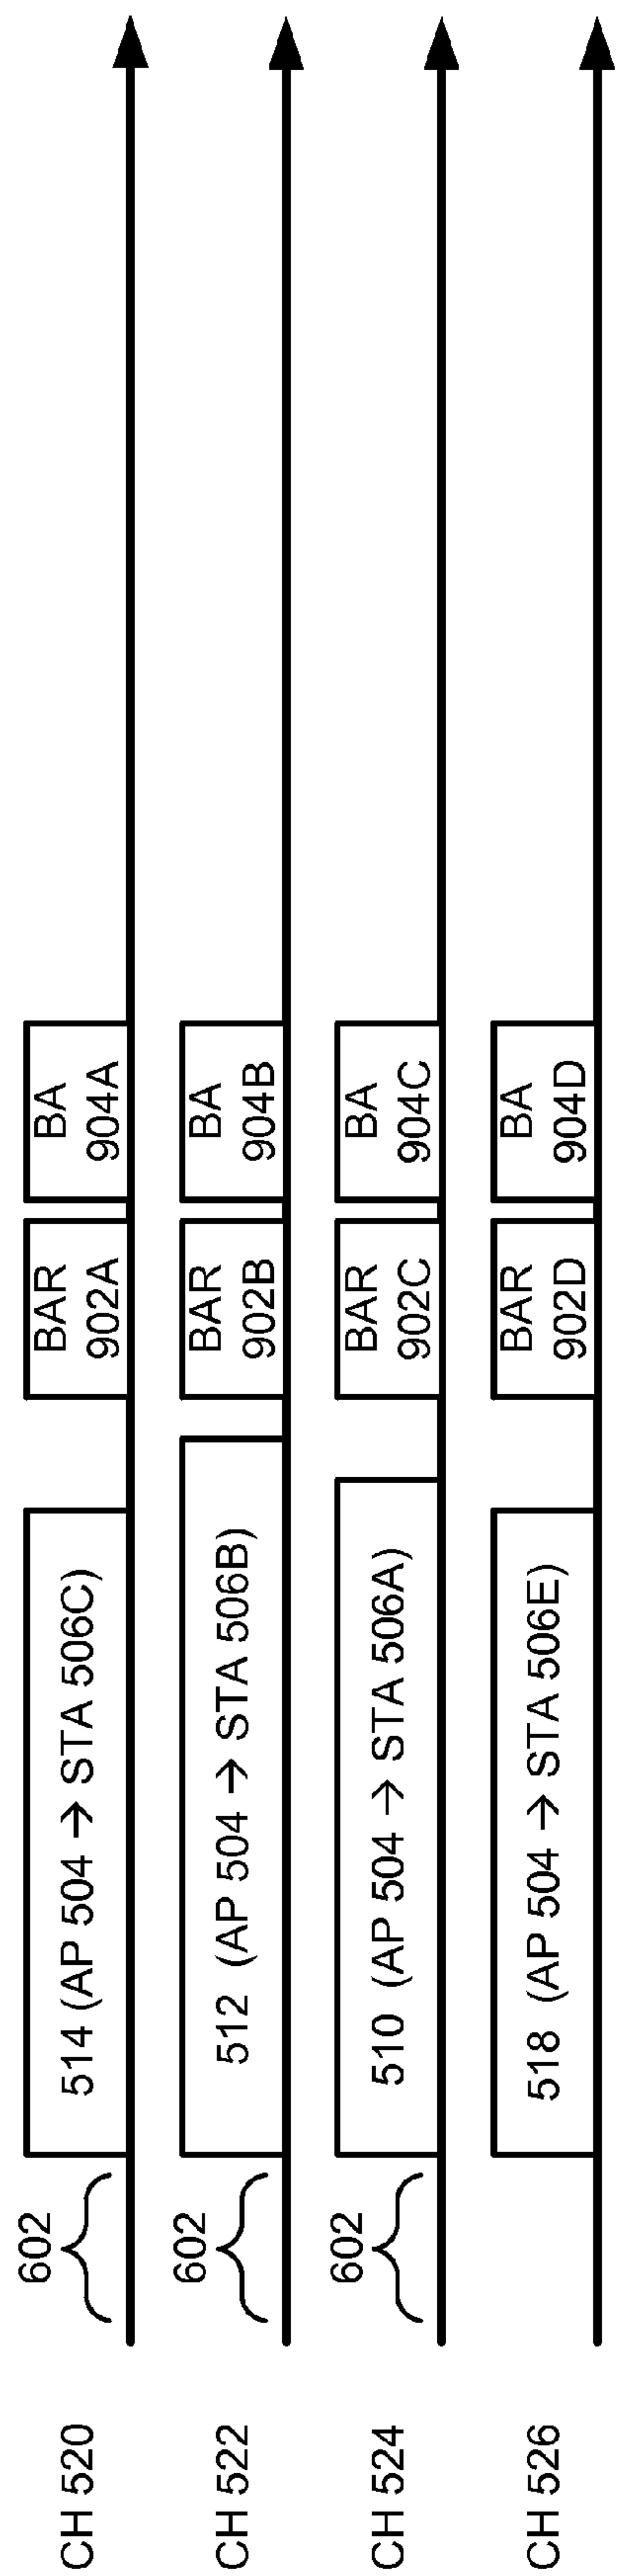 CH 520
602
514 (AP 504 → STA 506C)
BAR
902A
BA
904A
CH 522
602
512 (AP 504 → STA 506B)
BAR
902B
BA
904B
CH 524
602
510 (AP 504 → STA 506A)
BAR
902C
BA
904C
CH 526
518 (AP 504 → STA 506E)
BAR
902D
BA
904D